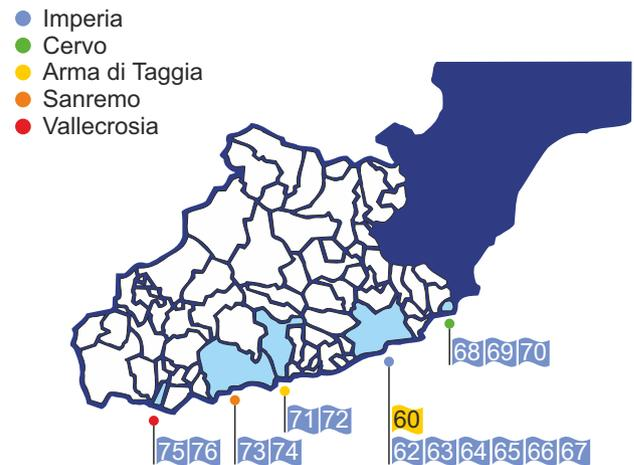 Imperia
Cervo
Arma di Taggia
Sanremo
Vallecrosia
68 69 70
71 72
60
75 76
73 74
62 63 64 65 66 67